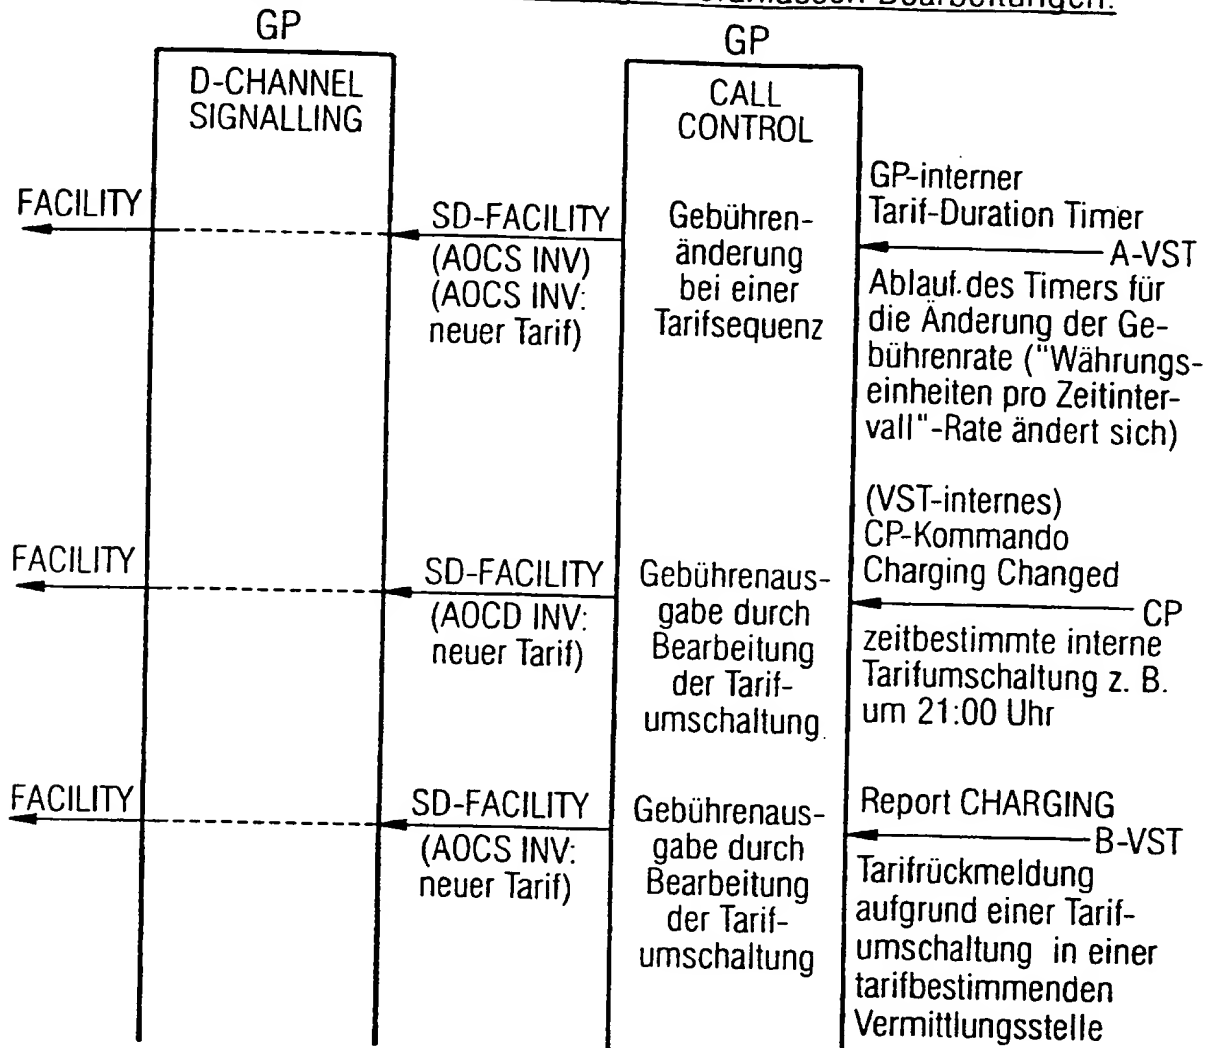 Bearbeitungen:
GP
D-CHANNEL
SIGNALLING
GP
CALL
CONTROL
FACILITY
SD-FACILITY
(AOCS INV)
(AOCS INV:
neuer Tarif)
Gebühren-
änderung
bei einer
Tarifsequenz
GP-interner
Tarif-Duration Timer
A-VST
Ablauf des Timers für
die Änderung der Ge-
bührenrate ("Währungs-
einheiten pro Zeitinter-
vall"-Rate ändert sich)
FACILITY
SD-FACILITY
(AOCD INV:
neuer Tarif)
Gebührenaus-
gabe durch
Bearbeitung
der Tarif-
umschaltung
(VST-internes)
CP-Kommando
Charging Changed
CP
zeitbestimmte interne
Tarifumschaltung z. B.
um 21:00 Uhr
FACILITY
SD-FACILITY
(AOCS INV:
neuer Tarif)
Gebührenaus-
gabe durch
Bearbeitung
der Tarif-
umschaltung
Report CHARGING
B-VST
Tarifrückmeldung
aufgrund einer Tarif-
umschaltung in einer
tarifbestimmenden
Vermittlungsstelle